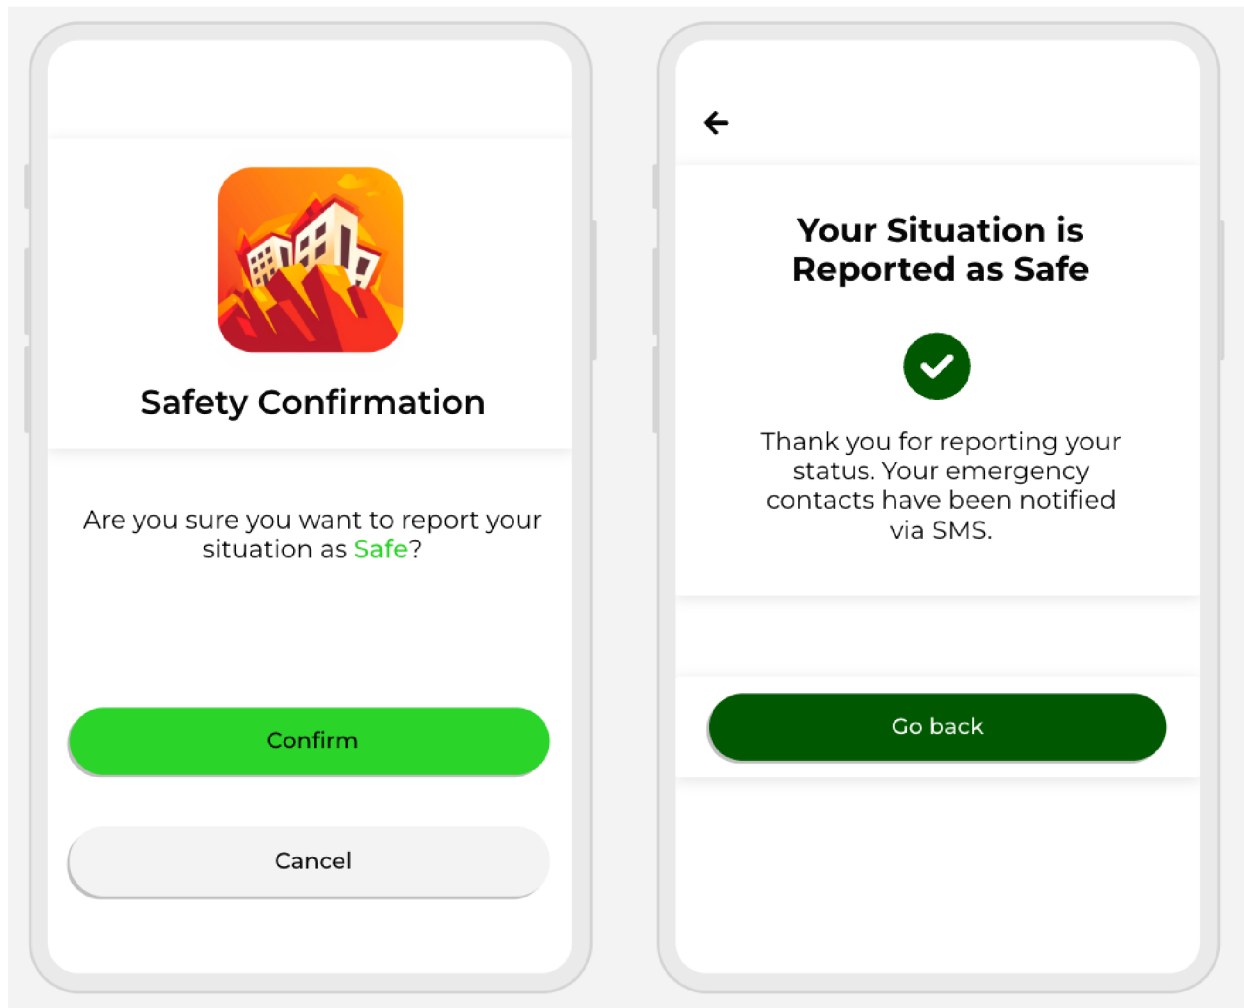 Safety Confirmation
Are you sure you want to report your
situation as Safe?
Confirm
Cancel
Your Situation is
Reported as Safe
Thank you for reporting your
status. Your emergency
contacts have been notified
via SMS.
Go back